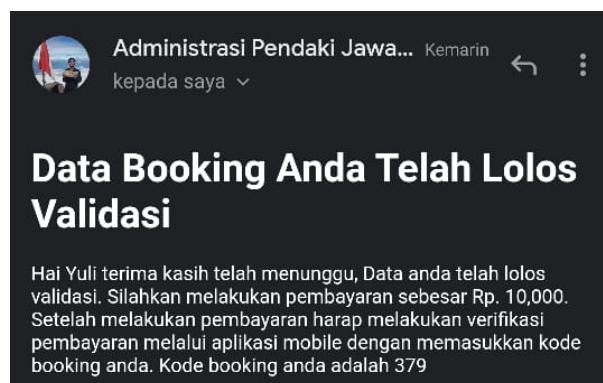 Administrasi Pendaki Jawa... Kemarin
kepada saya
Data Booking Anda Telah Lolos
Validasi
Hai Yuli terima kasih telah menunggu, Data anda telah lolos
validasi. Silahkan melakukan pembayaran sebesar Rp. 10,000.
Setelah melakukan pembayaran harap melakukan verifikasi
pembayaran melalui aplikasi mobile dengan memasukkan kode
booking anda. Kode booking anda adalah 379